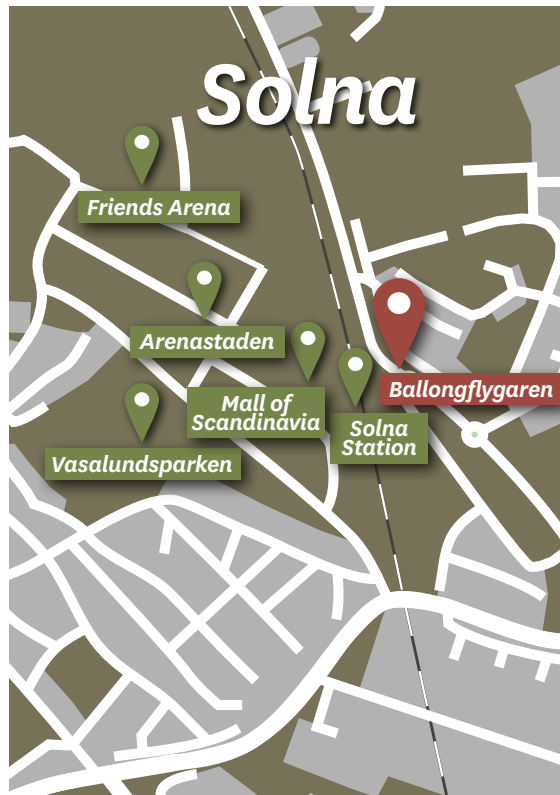 Solna
Friends Arena
Arenastaden
Ballongflygaren
Mall of
Scandinavia
Solna
Station
Vasalundsparken